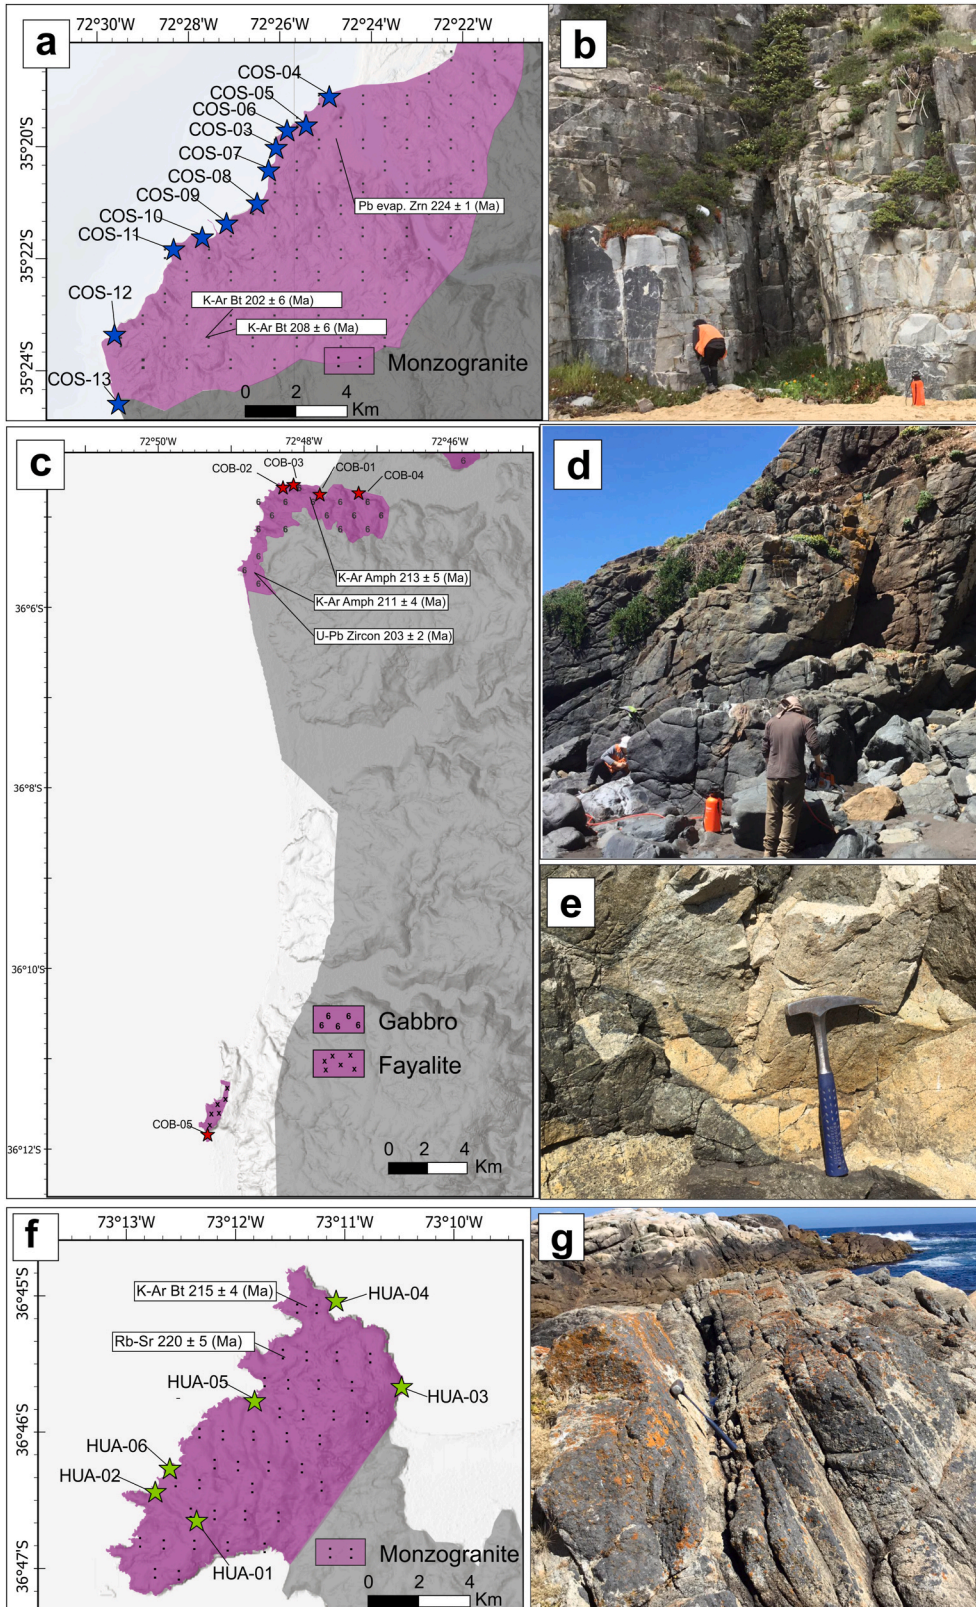 a
72°30'W 72°28'W 72°26'W 72°24'W 72°22'W
35°20'S
35°22'S
35°24'S
COS-04
COS-05
COS-06
COS-03
COS-07
COS-08
COS-09
COS-10
COS-11
COS-12
COS-13
Pb evap. Zrn 224 ± 1 (Ma)
K-Ar Bt 202 ± 6 (Ma)
K-Ar Bt 208 ± 6 (Ma)
Monzogranite
0 2 4
Km
b
c
72°50'W 72°48'W 72°46'W
36°6'S
36°8'S
36°10'S
36°12'S
COB-02
COB-03
COB-01
COB-04
K-Ar Amph 213 ± 5 (Ma)
K-Ar Amph 211 ± 4 (Ma)
U-Pb Zircon 203 ± 2 (Ma)
Gabbro
Fayalite
COB-05
0 2 4
Km
d
e
f
73°13'W 73°12'W 73°11'W 73°10'W
36°45'S
36°46'S
36°47'S
K-Ar Bt 215 ± 4 (Ma)
HUA-04
Rb-Sr 220 ± 5 (Ma)
HUA-05
HUA-03
HUA-06
HUA-02
HUA-01
Monzogranite
0 2 4
Km
g